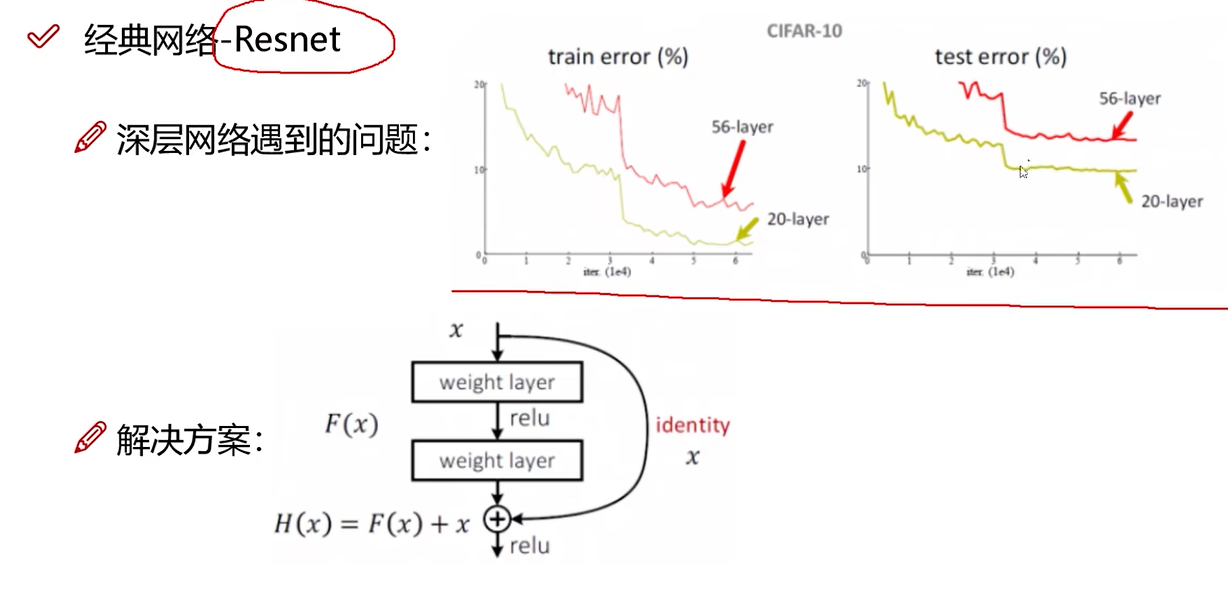 经典网络-Resnet
深层网络遇到的问题：
CIFAR-10
train error (%)
20
10
0
0 1 2 3 4 5 6
iter. (1e4)
56-layer
20-layer
test error (%)
20
10
0
0 1 2 3 4 5 6
iter. (1e4)
56-layer
20-layer
解决方案：
x
weight layer
F(x)
relu
weight layer
identity
x
H(x) = F(x) + x
+
relu